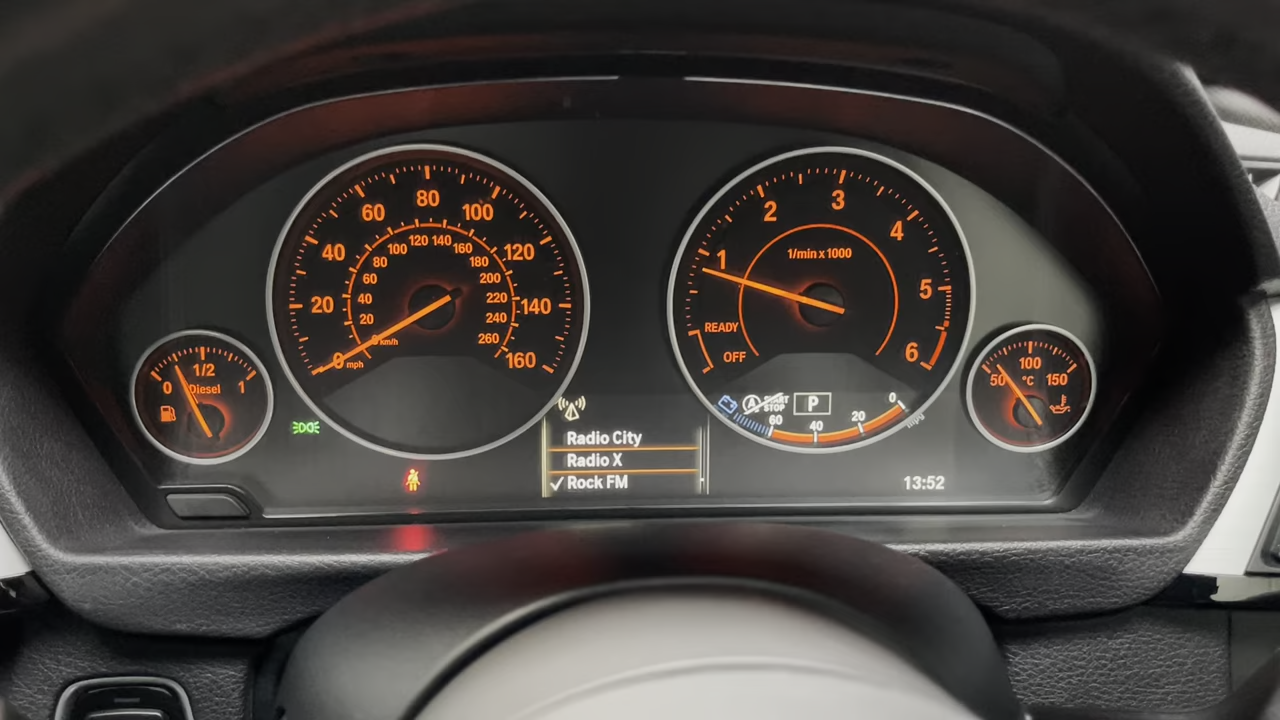 80
60 100
40 120
20 140
0 mph 160
120 140
100 160
80 180
60 200
40 220
20 240
0 km/h 260
3
2 4
1 5
6
1/min x 1000
READY
OFF
1/2
0 1
Diesel
100
50 150
°C
A START
STOP
P
60 40 20 0
mpg
Radio City
Radio X
Rock FM
13:52